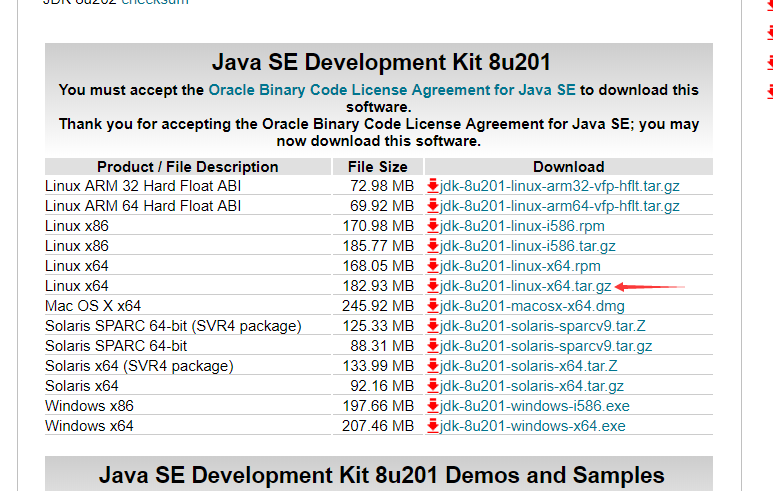 JDK 8u202 checksum
Java SE Development Kit 8u201
You must accept the Oracle Binary Code License Agreement for Java SE to download this
software.
Thank you for accepting the Oracle Binary Code License Agreement for Java SE; you may
now download this software.
Product / File Description File Size Download
Linux ARM 32 Hard Float ABI 72.98 MB jdk-8u201-linux-arm32-vfp-hflt.tar.gz
Linux ARM 64 Hard Float ABI 69.92 MB jdk-8u201-linux-arm64-vfp-hflt.tar.gz
Linux x86 170.98 MB jdk-8u201-linux-i586.rpm
Linux x86 185.77 MB jdk-8u201-linux-i586.tar.gz
Linux x64 168.05 MB jdk-8u201-linux-x64.rpm
Linux x64 182.93 MB jdk-8u201-linux-x64.tar.gz
Mac OS X x64 245.92 MB jdk-8u201-macosx-x64.dmg
Solaris SPARC 64-bit (SVR4 package) 125.33 MB jdk-8u201-solaris-sparcv9.tar.Z
Solaris SPARC 64-bit 88.31 MB jdk-8u201-solaris-sparcv9.tar.gz
Solaris x64 (SVR4 package) 133.99 MB jdk-8u201-solaris-x64.tar.Z
Solaris x64 92.16 MB jdk-8u201-solaris-x64.tar.gz
Windows x86 197.66 MB jdk-8u201-windows-i586.exe
Windows x64 207.46 MB jdk-8u201-windows-x64.exe
Java SE Development Kit 8u201 Demos and Samples